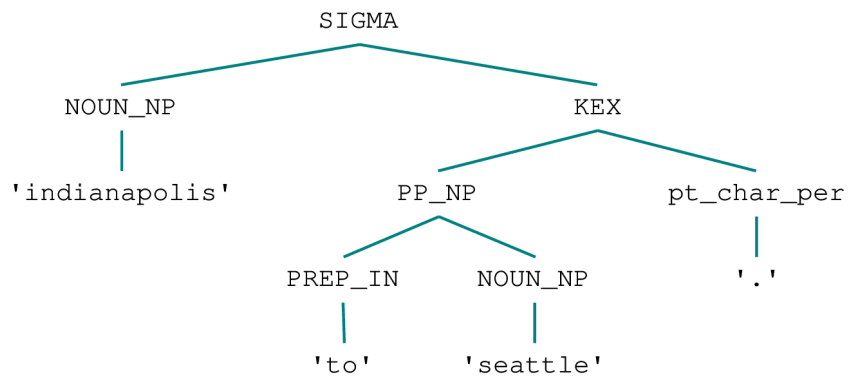 SIGMA
NOUN_NP KEX
'indianapolis' PP_NP pt_char_per
PREP_IN NOUN_NP '.'
'to' 'seattle'